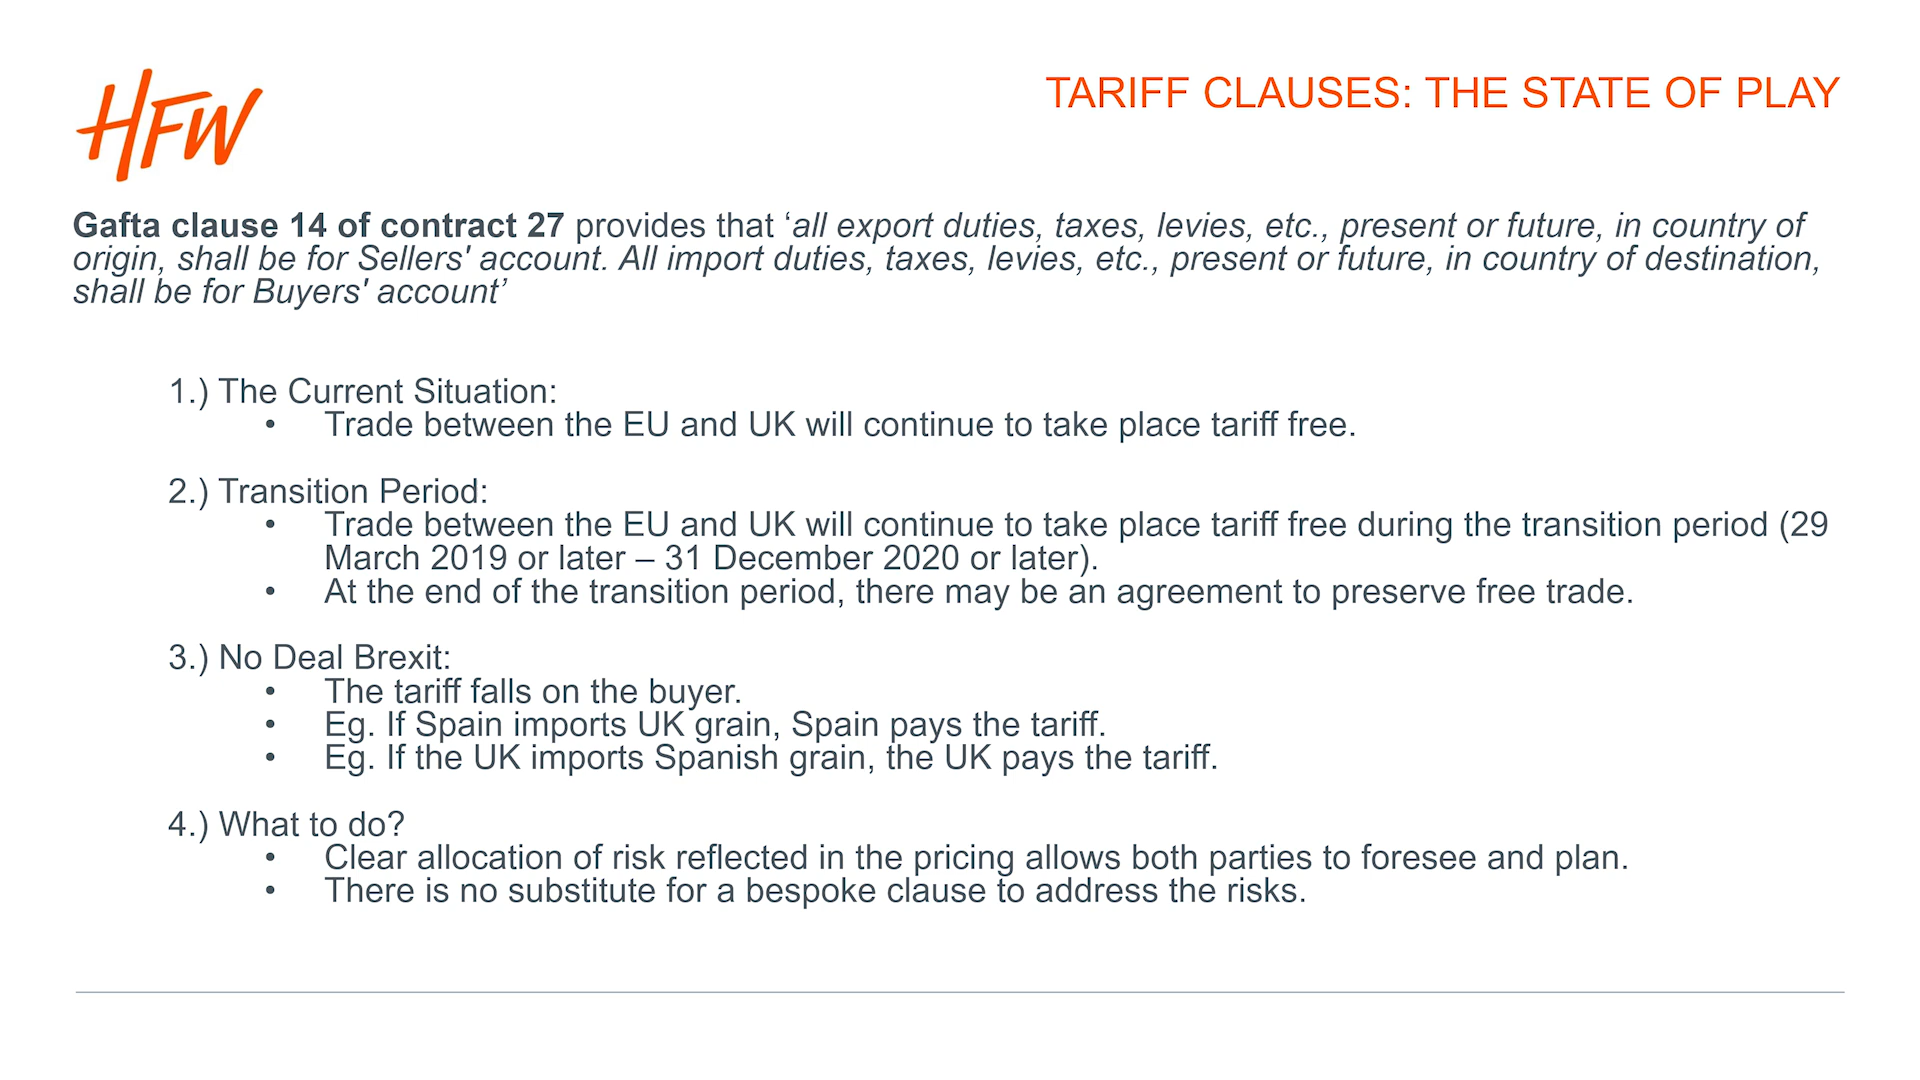 HFW
TARIFF CLAUSES: THE STATE OF PLAY
Gafta clause 14 of contract 27 provides that ‘all export duties, taxes, levies, etc., present or future, in country of
origin, shall be for Sellers' account. All import duties, taxes, levies, etc., present or future, in country of destination,
shall be for Buyers' account’
1.) The Current Situation:
• Trade between the EU and UK will continue to take place tariff free.
2.) Transition Period:
• Trade between the EU and UK will continue to take place tariff free during the transition period (29
March 2019 or later – 31 December 2020 or later).
• At the end of the transition period, there may be an agreement to preserve free trade.
3.) No Deal Brexit:
• The tariff falls on the buyer.
• Eg. If Spain imports UK grain, Spain pays the tariff.
• Eg. If the UK imports Spanish grain, the UK pays the tariff.
4.) What to do?
• Clear allocation of risk reflected in the pricing allows both parties to foresee and plan.
• There is no substitute for a bespoke clause to address the risks.